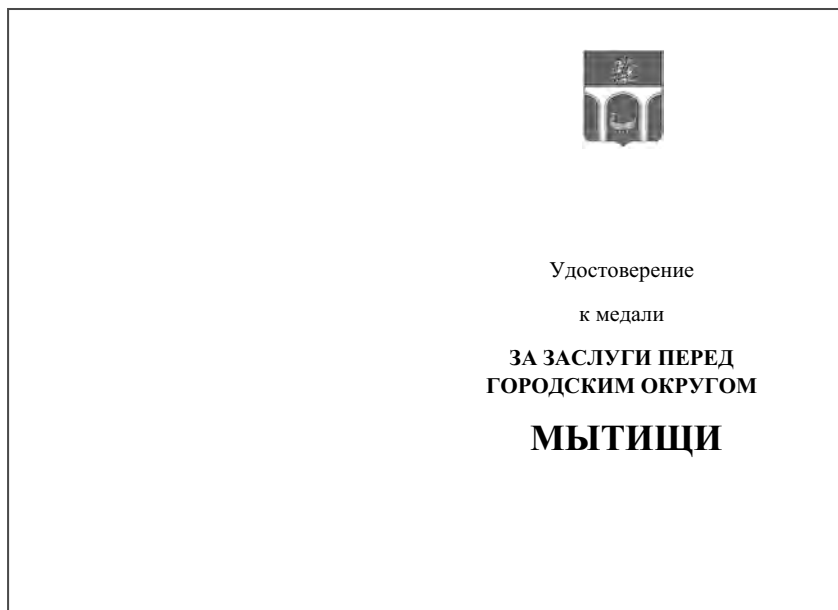 Удостоверение
к медали
ЗА ЗАСЛУГИ ПЕРЕД
ГОРОДСКИМ ОКРУГОМ
МЫТИЩИ